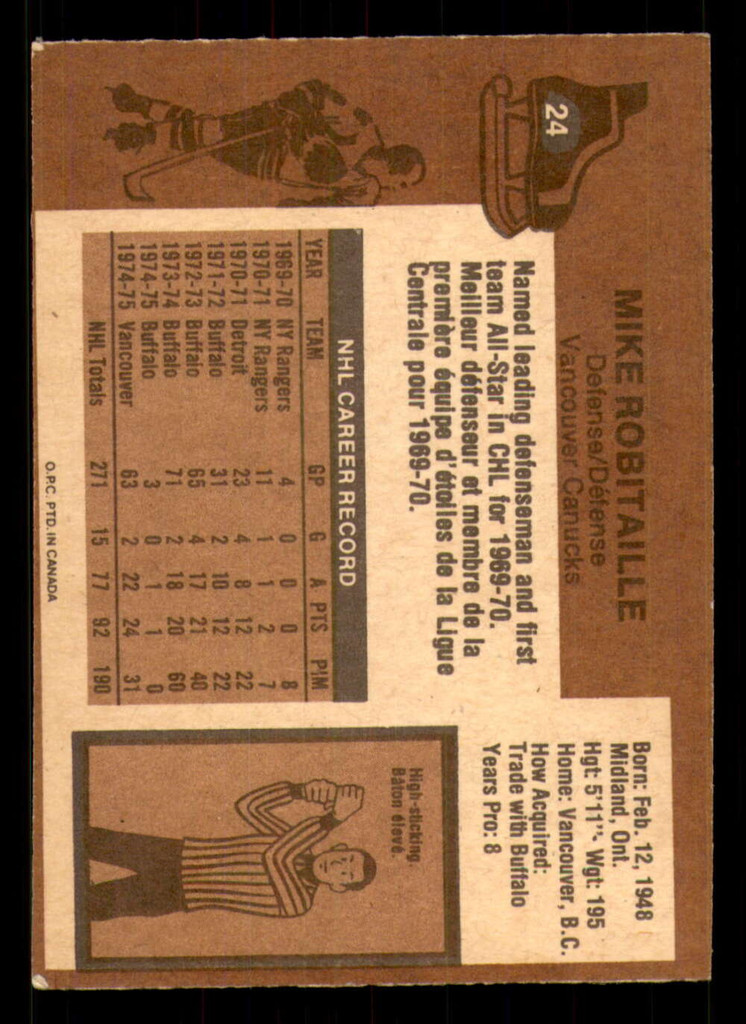 24
MIKE ROBITAILLE
Defense/Défense
Vancouver Canucks
Born: Feb. 12, 1948
Midland, Ont.
Hgt: 5'11"- Wgt: 195
Home: Vancouver, B.C.
How Acquired:
Trade with Buffalo
Years Pro: 8
Named leading defenseman and first
team All-Star in CHL for 1969-70.
Meilleur défenseur et membre de la
première équipe d'étoiles de la Ligue
Centrale pour 1969-70.
NHL CAREER RECORD
YEAR TEAM GP G A PTS PIM
1969-70 NY Rangers 4 0 0 0 8
1970-71 NY Rangers 11 1 1 2 7
1970-71 Detroit 23 4 8 12 22
1971-72 Buffalo 31 2 10 12 22
1972-73 Buffalo 65 4 17 21 40
1973-74 Buffalo 71 2 18 20 60
1974-75 Buffalo 3 0 1 1 0
1974-75 Vancouver 63 2 22 24 31
NHL Totals 271 15 77 92 190
High-sticking.
Bâton élevé.
O.P.C. PTD. IN CANADA